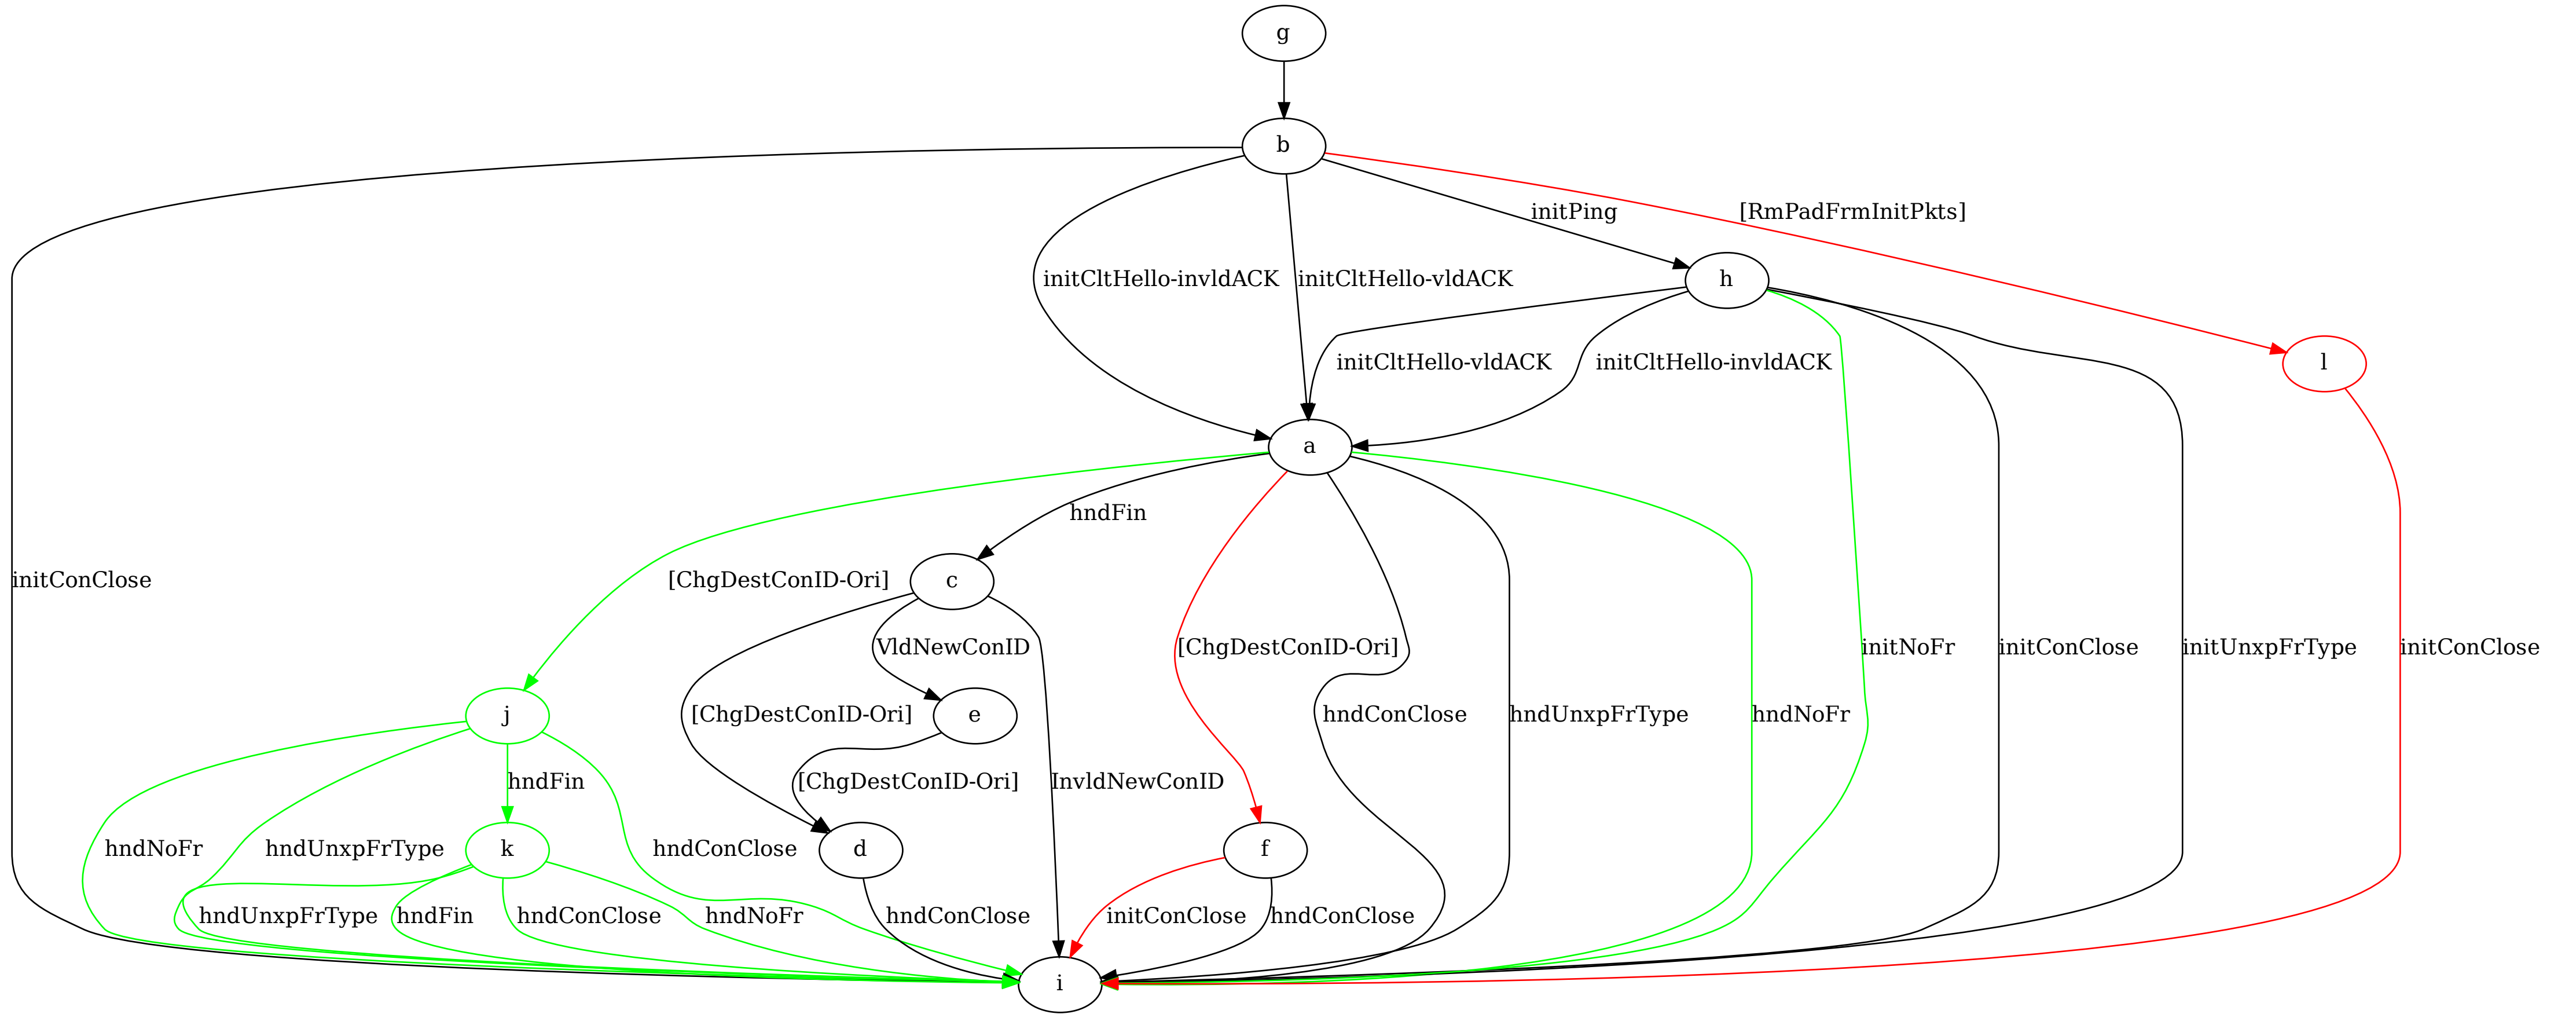 g
b
initPing
[RmPadFrmInitPkts]
initCltHello-invldACK
initCltHello-vldACK
h
initCltHello-vldACK
initCltHello-invldACK
l
a
hndFin
initConClose
[ChgDestConID-Ori]
c
VldNewConID
[ChgDestConID-Ori]
initNoFr
initConClose
initUnxpFrType
initConClose
j
[ChgDestConID-Ori]
e
hndConClose
hndUnxpFrType
hndNoFr
hndFin
[ChgDestConID-Ori]
InvldNewConID
hndNoFr
hndUnxpFrType
k
hndConClose
d
f
hndUnxpFrType
hndFin
hndConClose
hndNoFr
hndConClose
initConClose
hndConClose
i